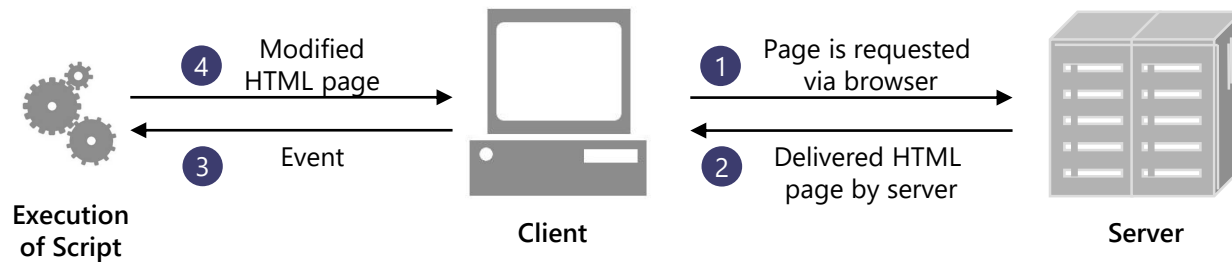 4
Modified
HTML page
1
Page is requested
via browser
3
Event
2
Delivered HTML
page by server
Execution
of Script
Client
Server